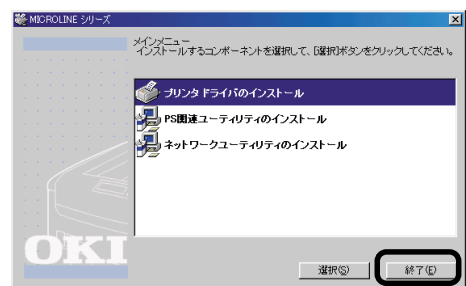 MICROLINE シリーズ
メインメニュー
インストールするコンポーネントを選択して、[選択]ボタンをクリックしてください。
プリンタドライバのインストール
PS関連ユーティリティのインストール
ネットワークユーティリティのインストール
OKI
選択(S)
終了(E)